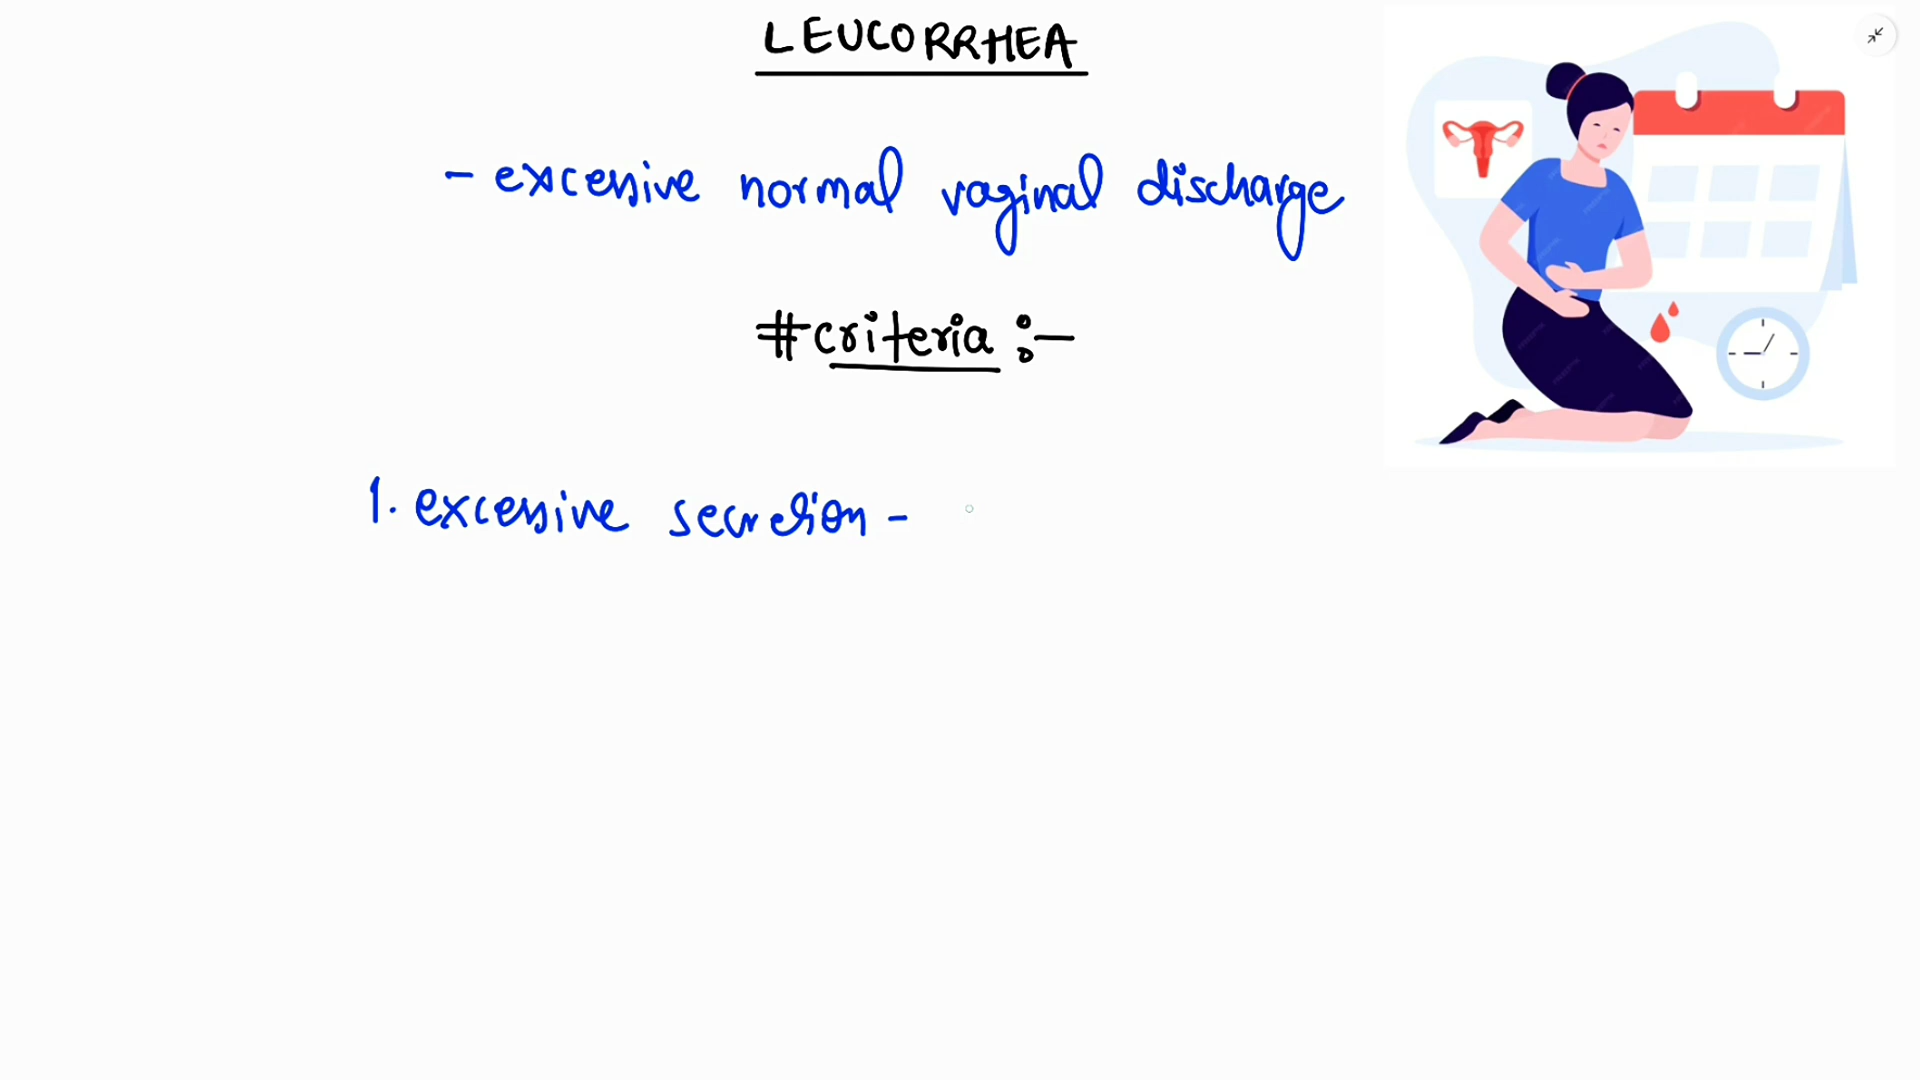 LEUCORRHEA
- excessive normal vaginal discharge
#criteria :-
1. excessive secretion -